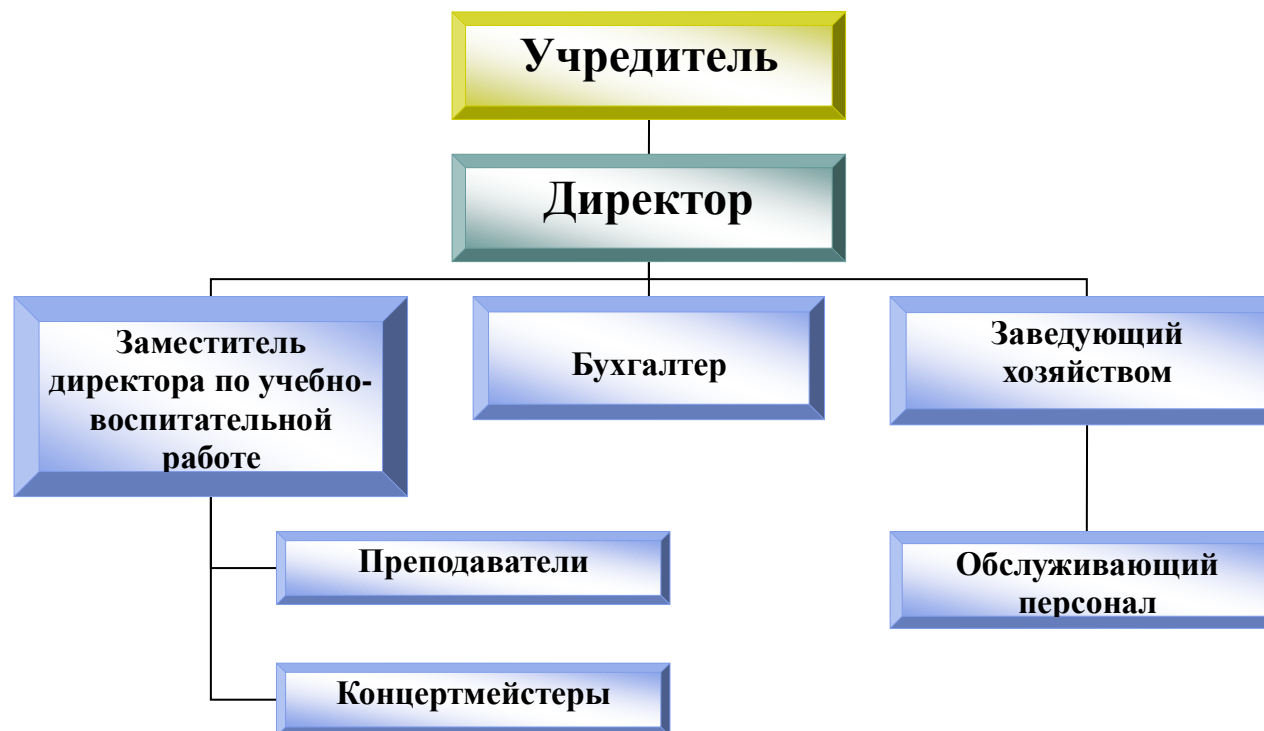 Учредитель
Директор
Заместитель
директора по учебно-
воспитательной
работе
Бухгалтер
Заведующий
хозяйством
Преподаватели
Обслуживающий
персонал
Концертмейстеры